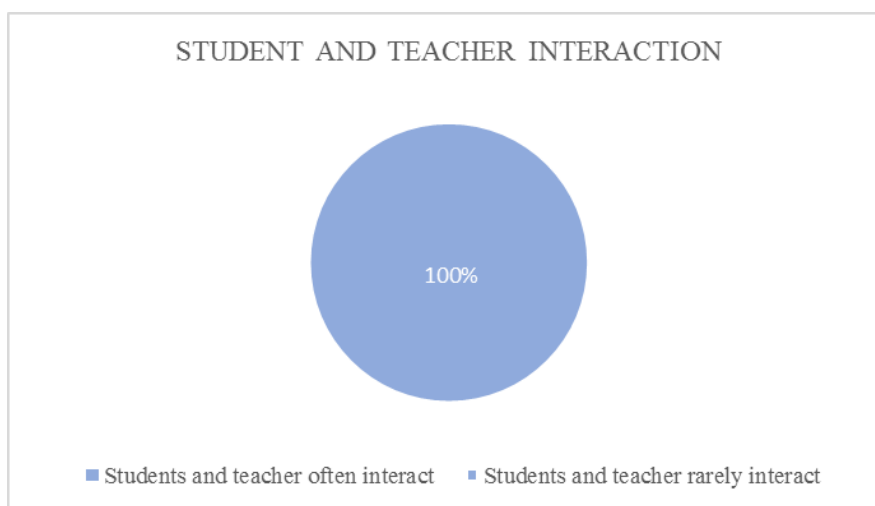 STUDENT AND TEACHER INTERACTION
100%
Students and teacher often interact Students and teacher rarely interact